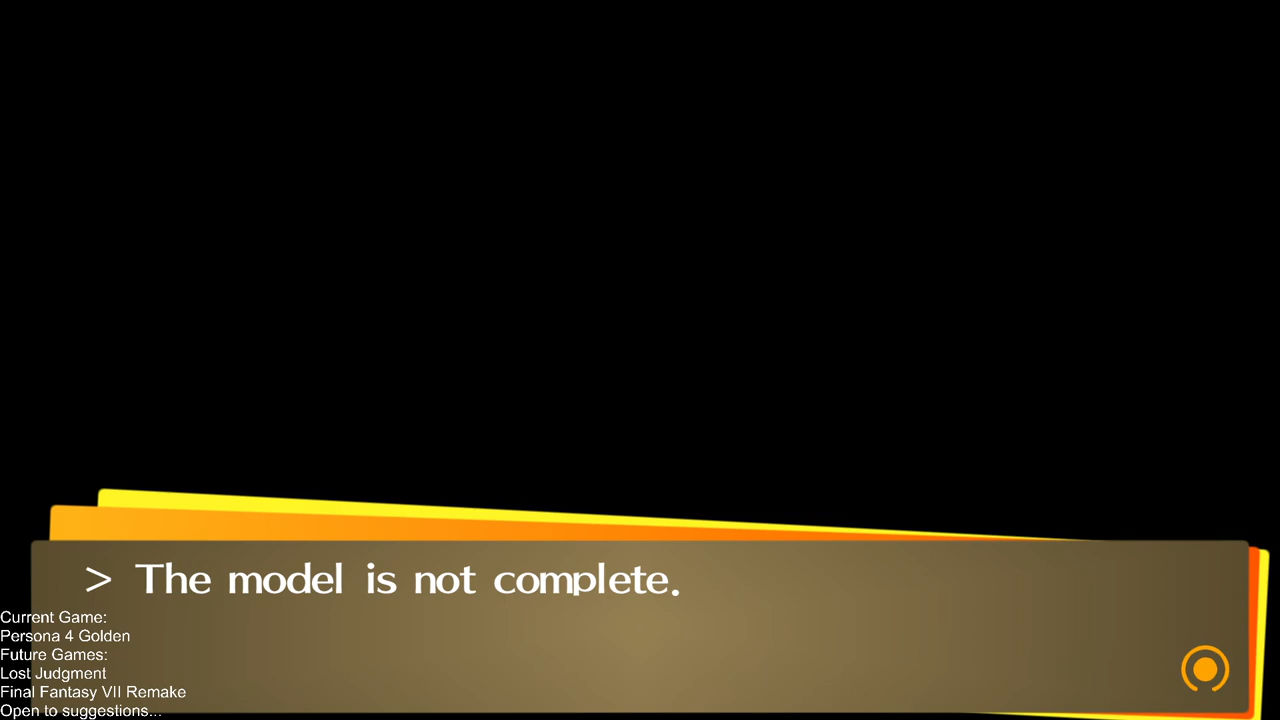 > The model is not complete.
Current Game:
Persona 4 Golden
Future Games:
Lost Judgment
Final Fantasy VII Remake
Open to suggestions...